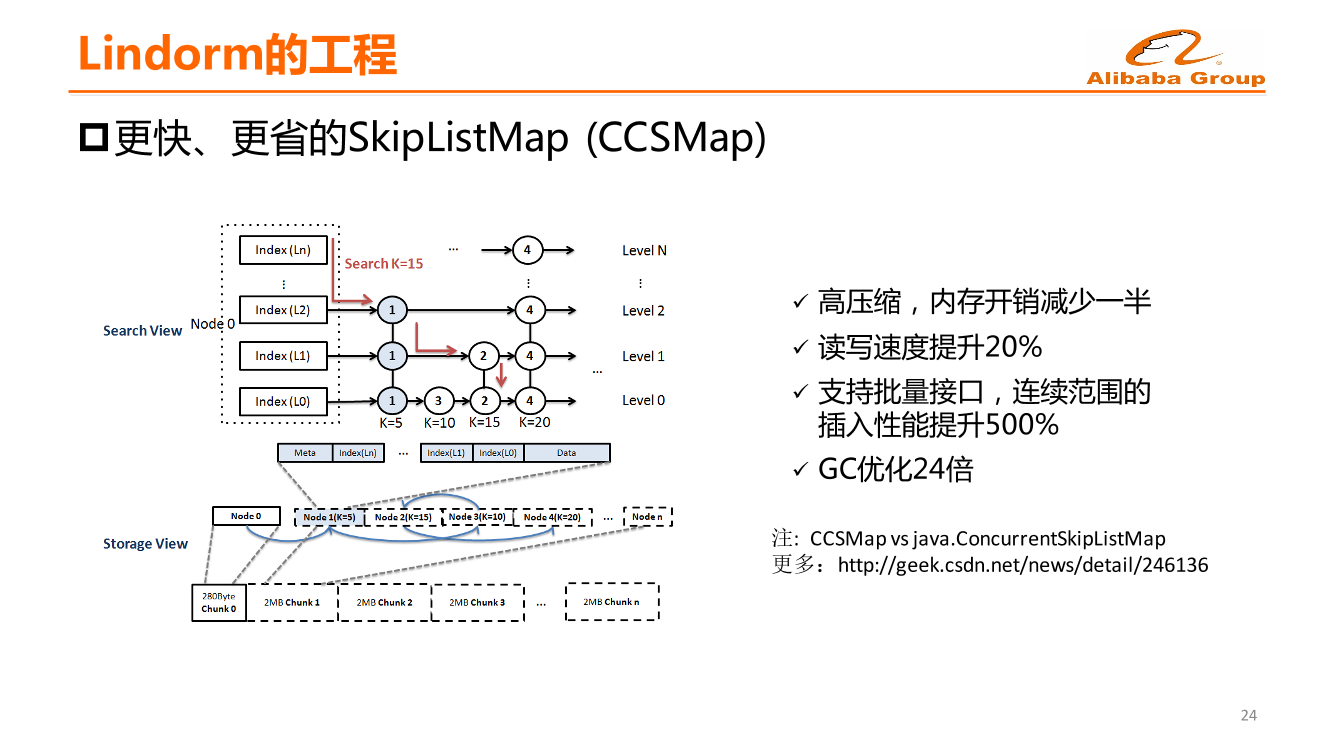 Lindorm的工程
Alibaba Group
更快、更省的SkipListMap (CCSMap)
Index (Ln)
...
4
Level N
Search K=15
Index (L2)
1
4
Level 2
Search View
Node 0
Index (L1)
1
2
4
Level 1
...
Index (L0)
1
3
2
4
Level 0
K=5
K=10
K=15
K=20
Meta
Index(Ln)
...
Index(L1)
Index(L0)
Data
Node 0
Node 1(K=5)
Node 2(K=15)
Node 3(K=10)
Node 4(K=20)
...
Node n
Storage View
280Byte
Chunk 0
2MB Chunk 1
2MB Chunk 2
2MB Chunk 3
...
2MB Chunk n
✓ 高压缩，内存开销减少一半
✓ 读写速度提升20%
✓ 支持批量接口，连续范围的
插入性能提升500%
✓ GC优化24倍
注: CCSMap vs java.ConcurrentSkipListMap
更多：http://geek.csdn.net/news/detail/246136
24